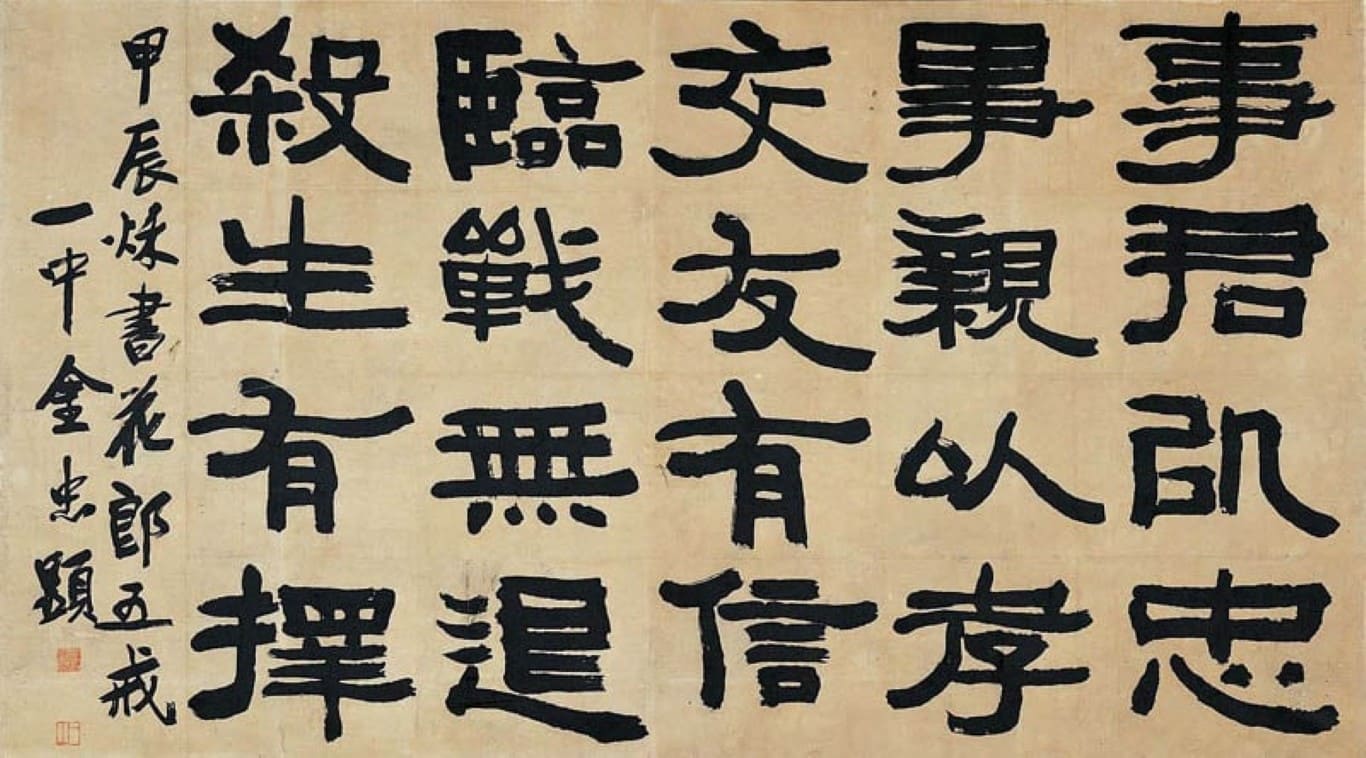 事君以忠
事親以孝
交友有信
臨戰無退
殺生有擇
甲辰秌書花郎五戒
一中金忠顯